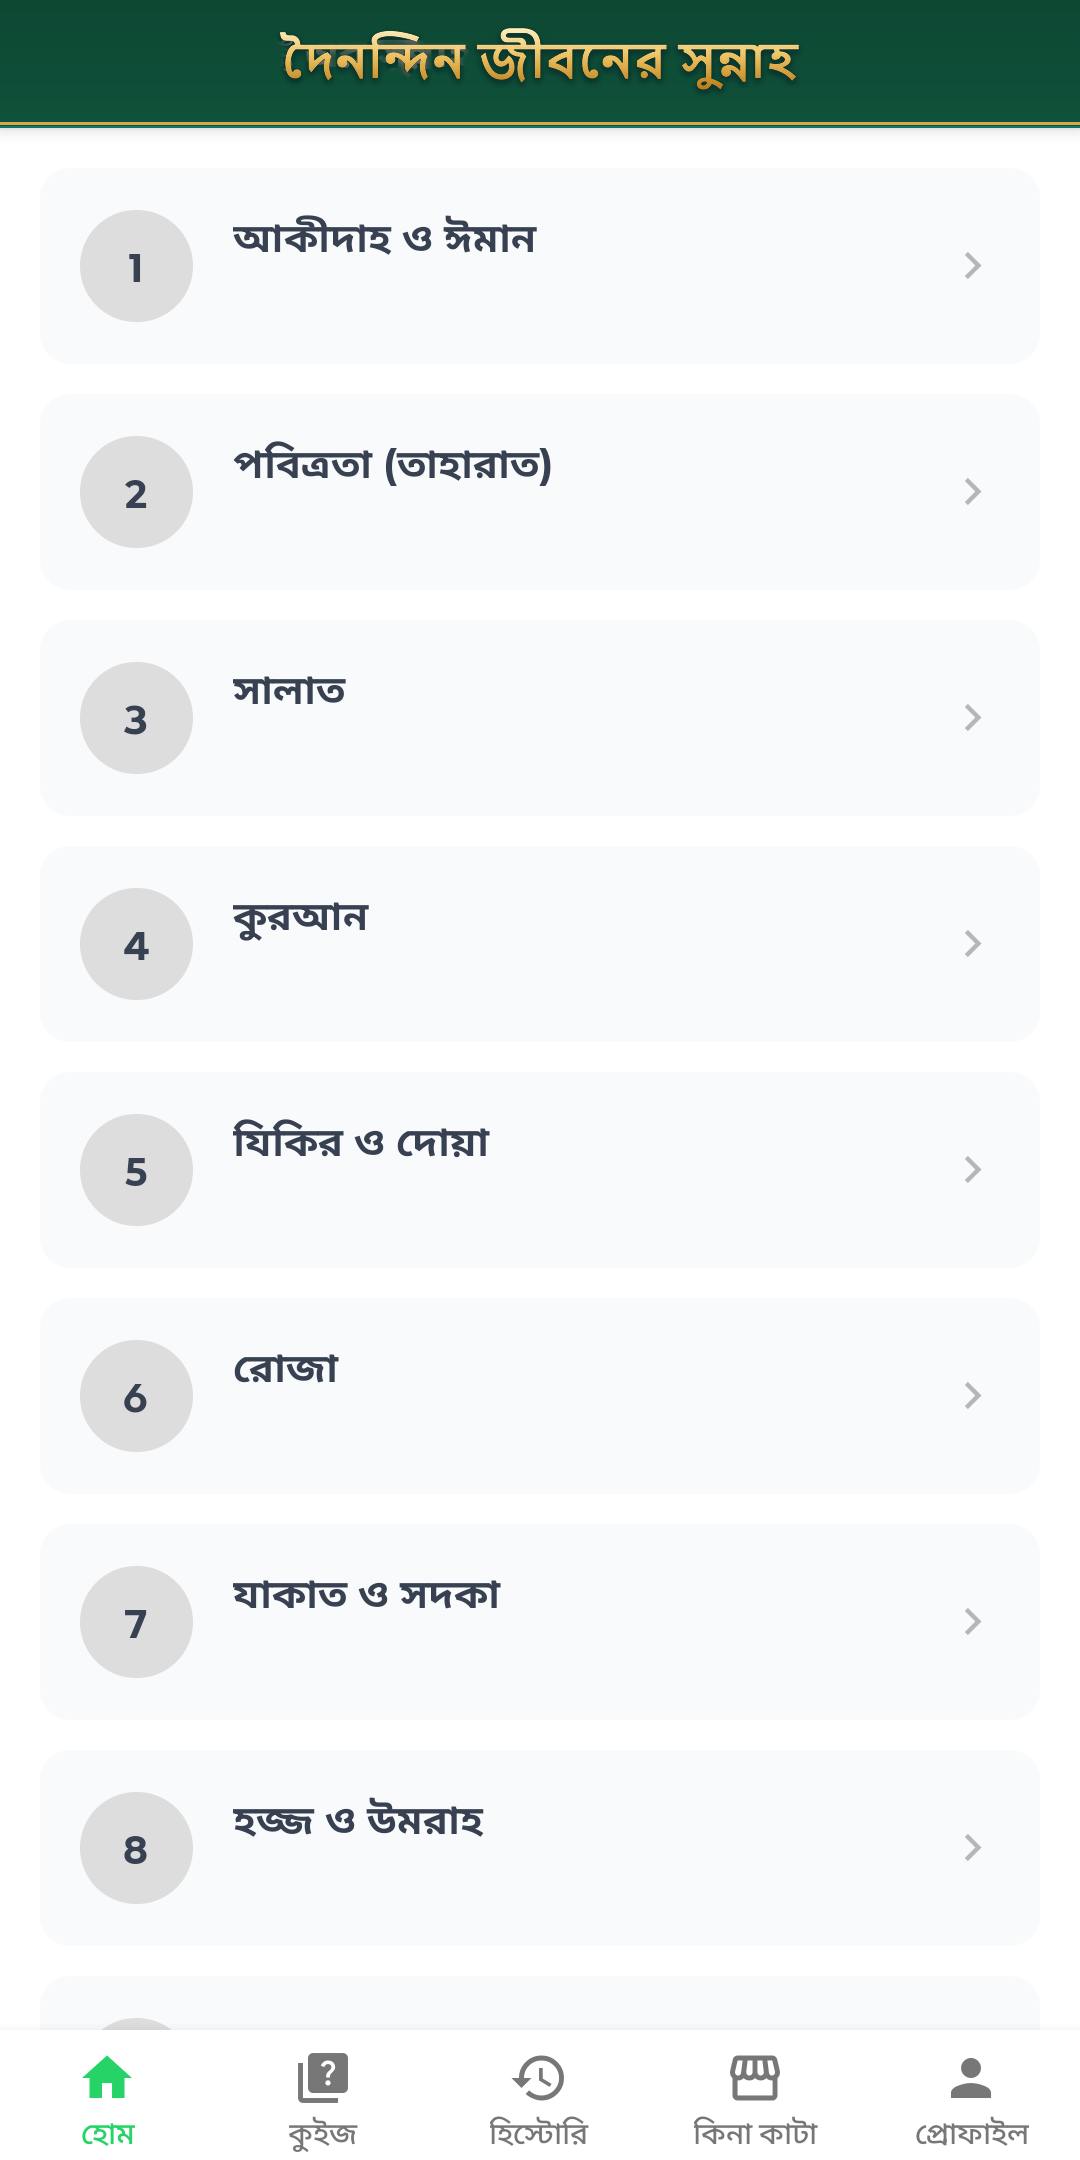 দৈনন্দিন জীবনের সুন্নাহ
1
আকীদাহ ও ঈমান
2
পবিত্রতা (তাহারাত)
3
সালাত
4
কুরআন
5
যিকির ও দোয়া
6
রোজা
7
যাকাত ও সদকা
8
হজ্জ ও উমরাহ
হোম
কুইজ
হিস্টোরি
কিনা কাটা
প্রোফাইল